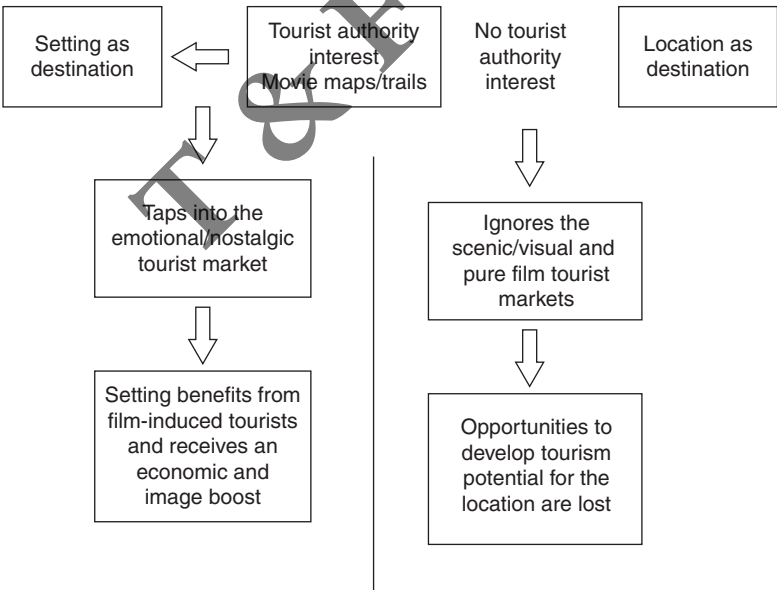 Setting as
destination
Tourist authority
interest
Movie maps/trails
No tourist
authority
interest
Location as
destination
T & F
Taps into the
emotional/nostalgic
tourist market
Ignores the
scenic/visual and
pure film tourist
markets
Setting benefits from
film-induced tourists
and receives an
economic and
image boost
Opportunities to
develop tourism
potential for the
location are lost